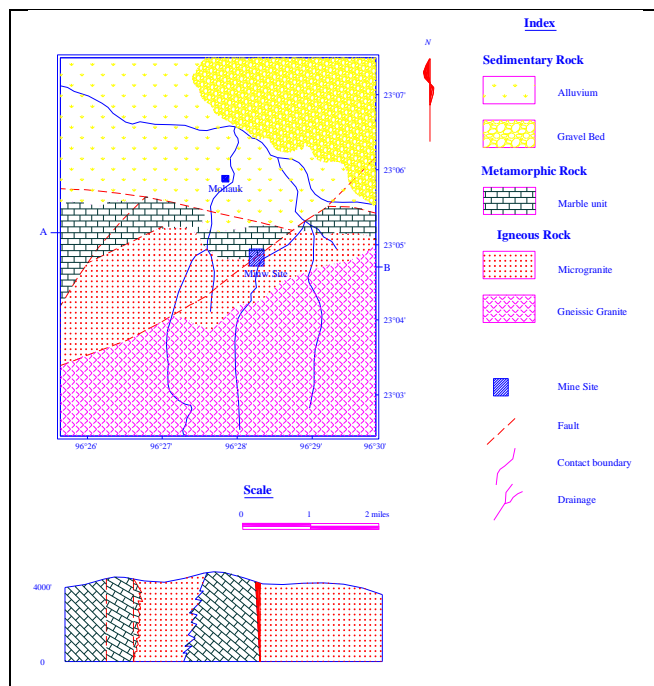 Index
N
Sedimentary Rock
23°07'
Alluvium
Gravel Bed
23°06'
Metamorphic Rock
Mohauk
Marble unit
A
Igneous Rock
23°05'
B
Minw. Site
Microgranite
Gneissic Granite
23°04'
23°03'
Mine Site
Fault
96°26'
96°27'
96°28'
96°29'
96°30'
Contact boundary
Scale
Drainage
0
1
2 miles
4000'
0